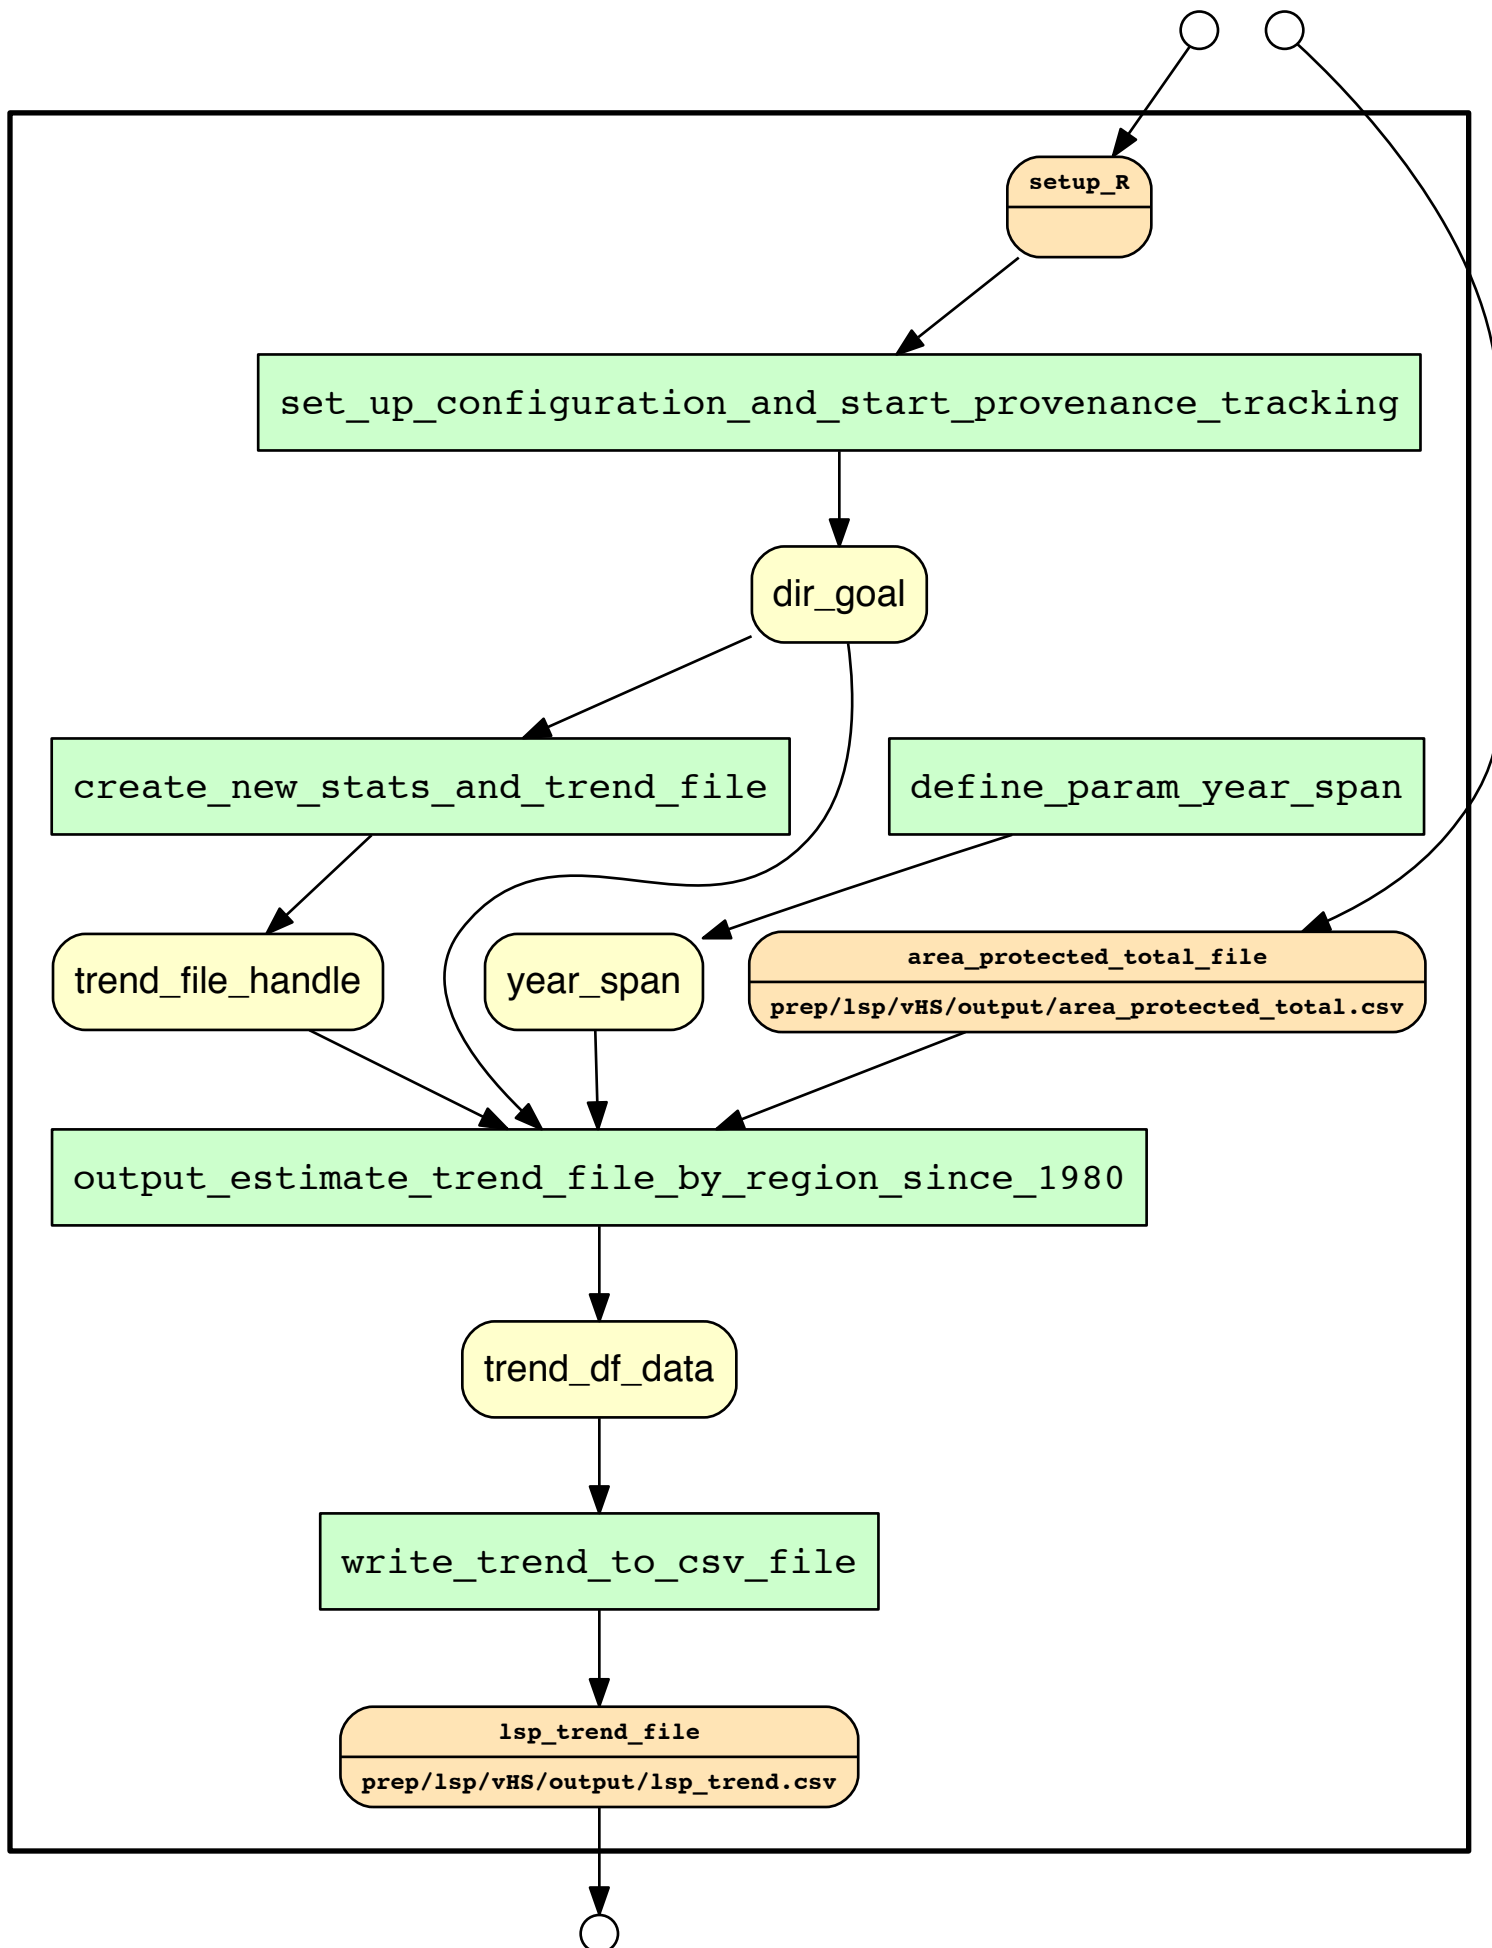 setup_R
set_up_configuration_and_start_provenance_tracking
dir_goal
create_new_stats_and_trend_file
define_param_year_span
trend_file_handle
year_span
area_protected_total_file
prep/lsp/vHS/output/area_protected_total.csv
output_estimate_trend_file_by_region_since_1980
trend_df_data
write_trend_to_csv_file
lsp_trend_file
prep/lsp/vHS/output/lsp_trend.csv